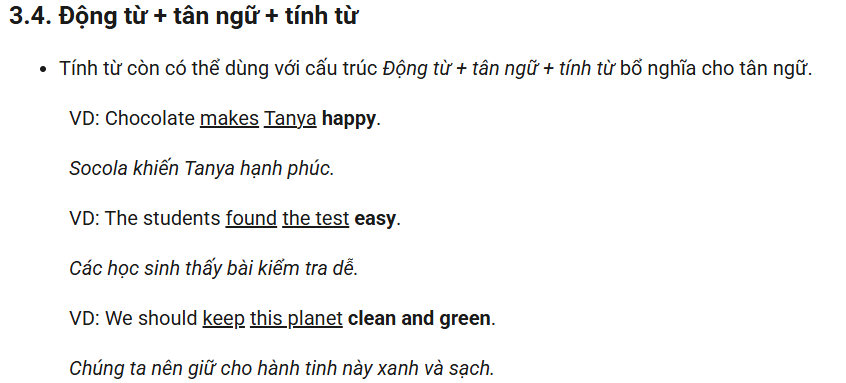 3.4. Động từ + tân ngữ + tính từ
• Tính từ còn có thể dùng với cấu trúc Động từ + tân ngữ + tính từ bổ nghĩa cho tân ngữ.
VD: Chocolate makes Tanya happy.
Socola khiến Tanya hạnh phúc.
VD: The students found the test easy.
Các học sinh thấy bài kiểm tra dễ.
VD: We should keep this planet clean and green.
Chúng ta nên giữ cho hành tinh này xanh và sạch.